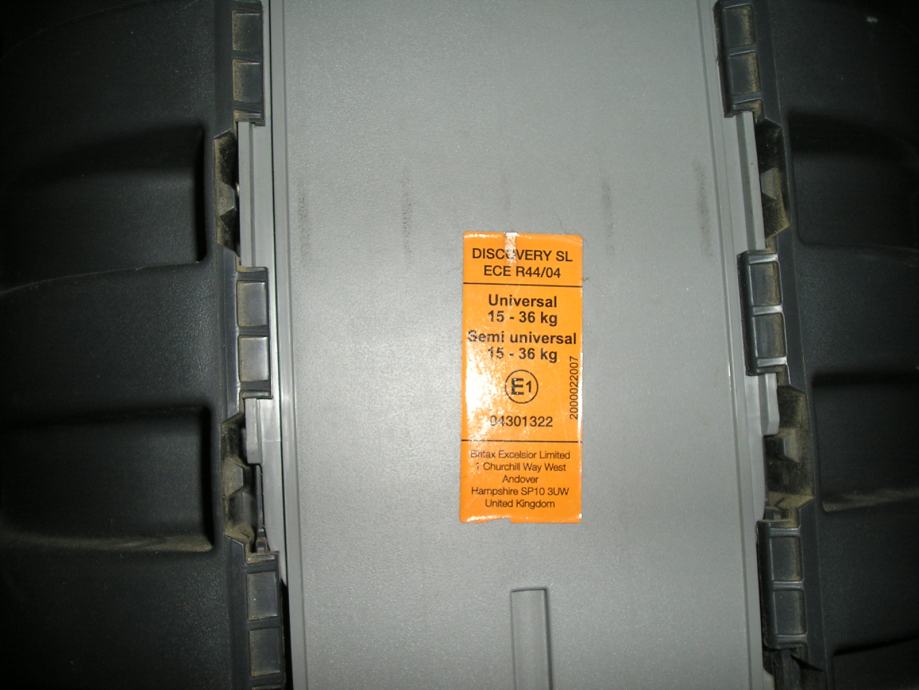 DISCOVERY SL
ECE R44/04
Universal
15 - 36 kg
Semi universal
15 - 36 kg
E1
2000022007
04301322
Britax Excelsior Limited
1 Churchill Way West
Andover
Hampshire SP10 3UW
United Kingdom